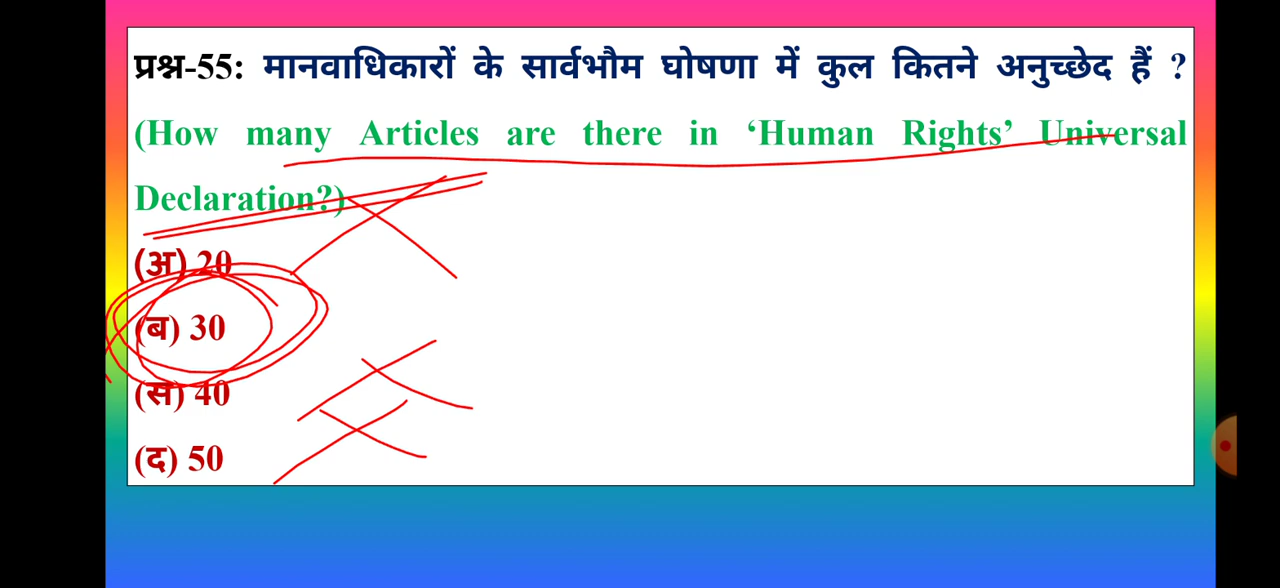 प्रश्न-55: मानवाधिकारों के सार्वभौम घोषणा में कुल कितने अनुच्छेद हैं ?
(How many Articles are there in ‘Human Rights’ Universal
Declaration?)
(अ) 20
(ब) 30
(स) 40
(द) 50